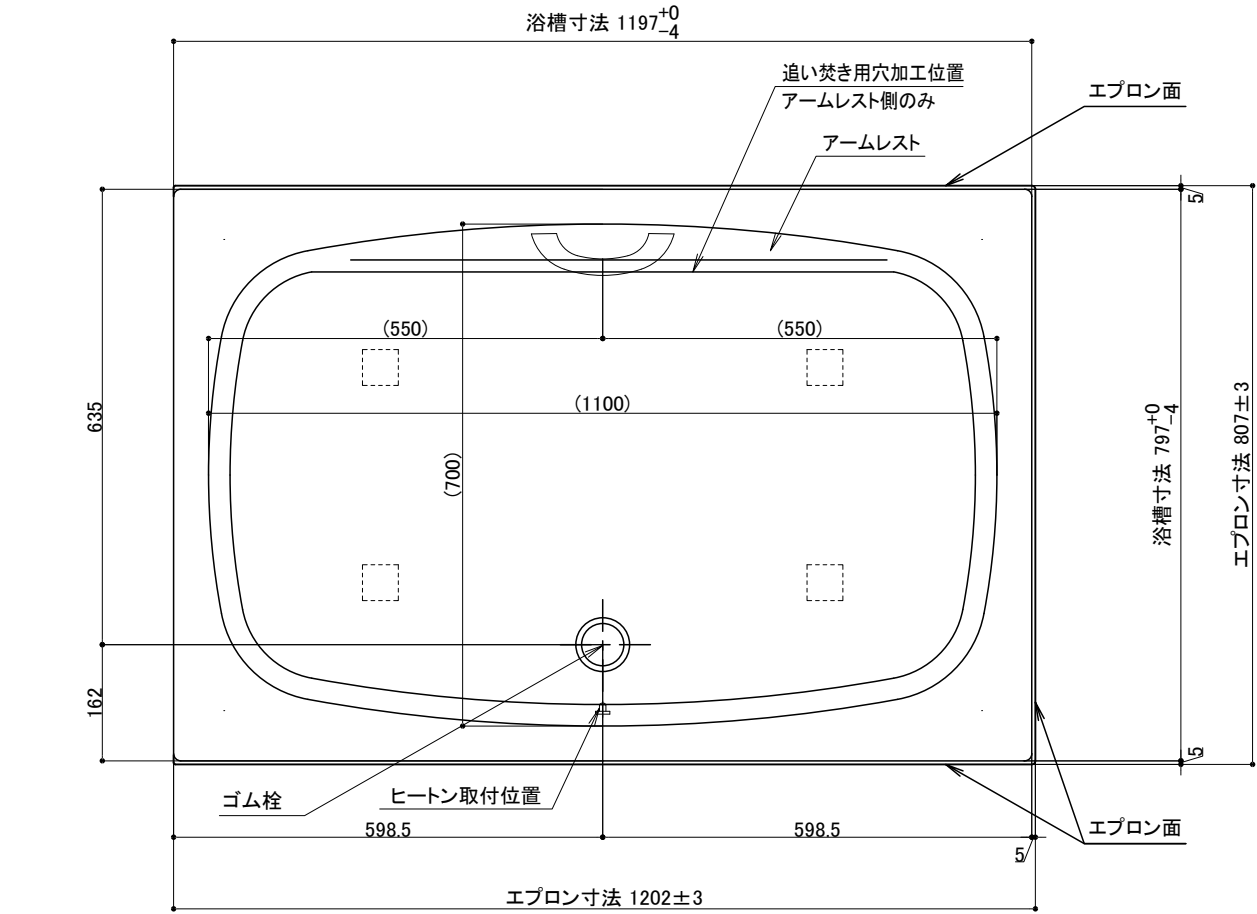 浴槽寸法 1197+0-4
追い焚き用穴加工位置
アームレスト側のみ
エプロン面
アームレスト
5
(550)
(550)
(1100)
635
(700)
浴槽寸法 797+0-4
エプロン寸法 807±3
162
5
ゴム栓
ヒートン取付位置
エプロン面
598.5
598.5
5
エプロン寸法 1202±3